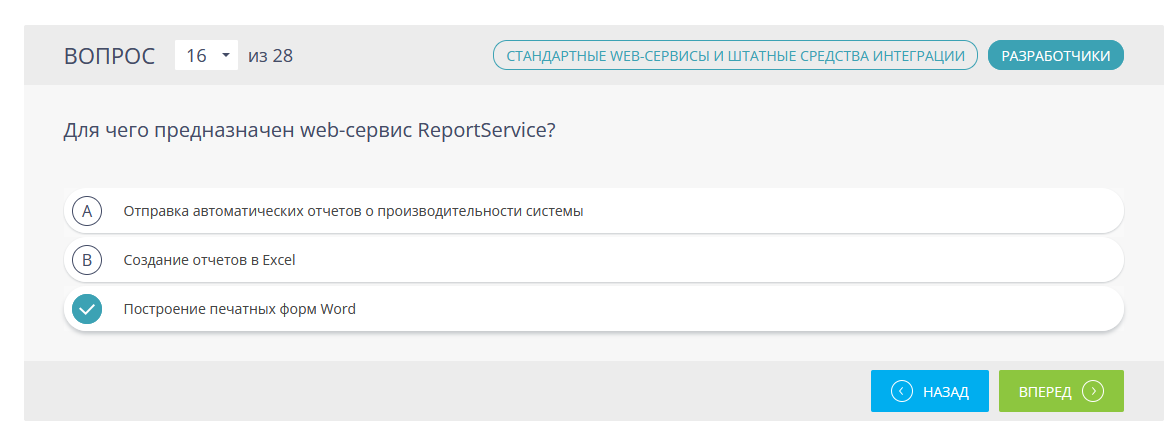 ВОПРОС 16 из 28 СТАНДАРТНЫЕ WEB-СЕРВИСЫ И ШТАТНЫЕ СРЕДСТВА ИНТЕГРАЦИИ РАЗРАБОТЧИКИ
Для чего предназначен web-сервис ReportService?
A Отправка автоматических отчетов о производительности системы
B Создание отчетов в Excel
Построение печатных форм Word
НАЗАД ВПЕРЕД